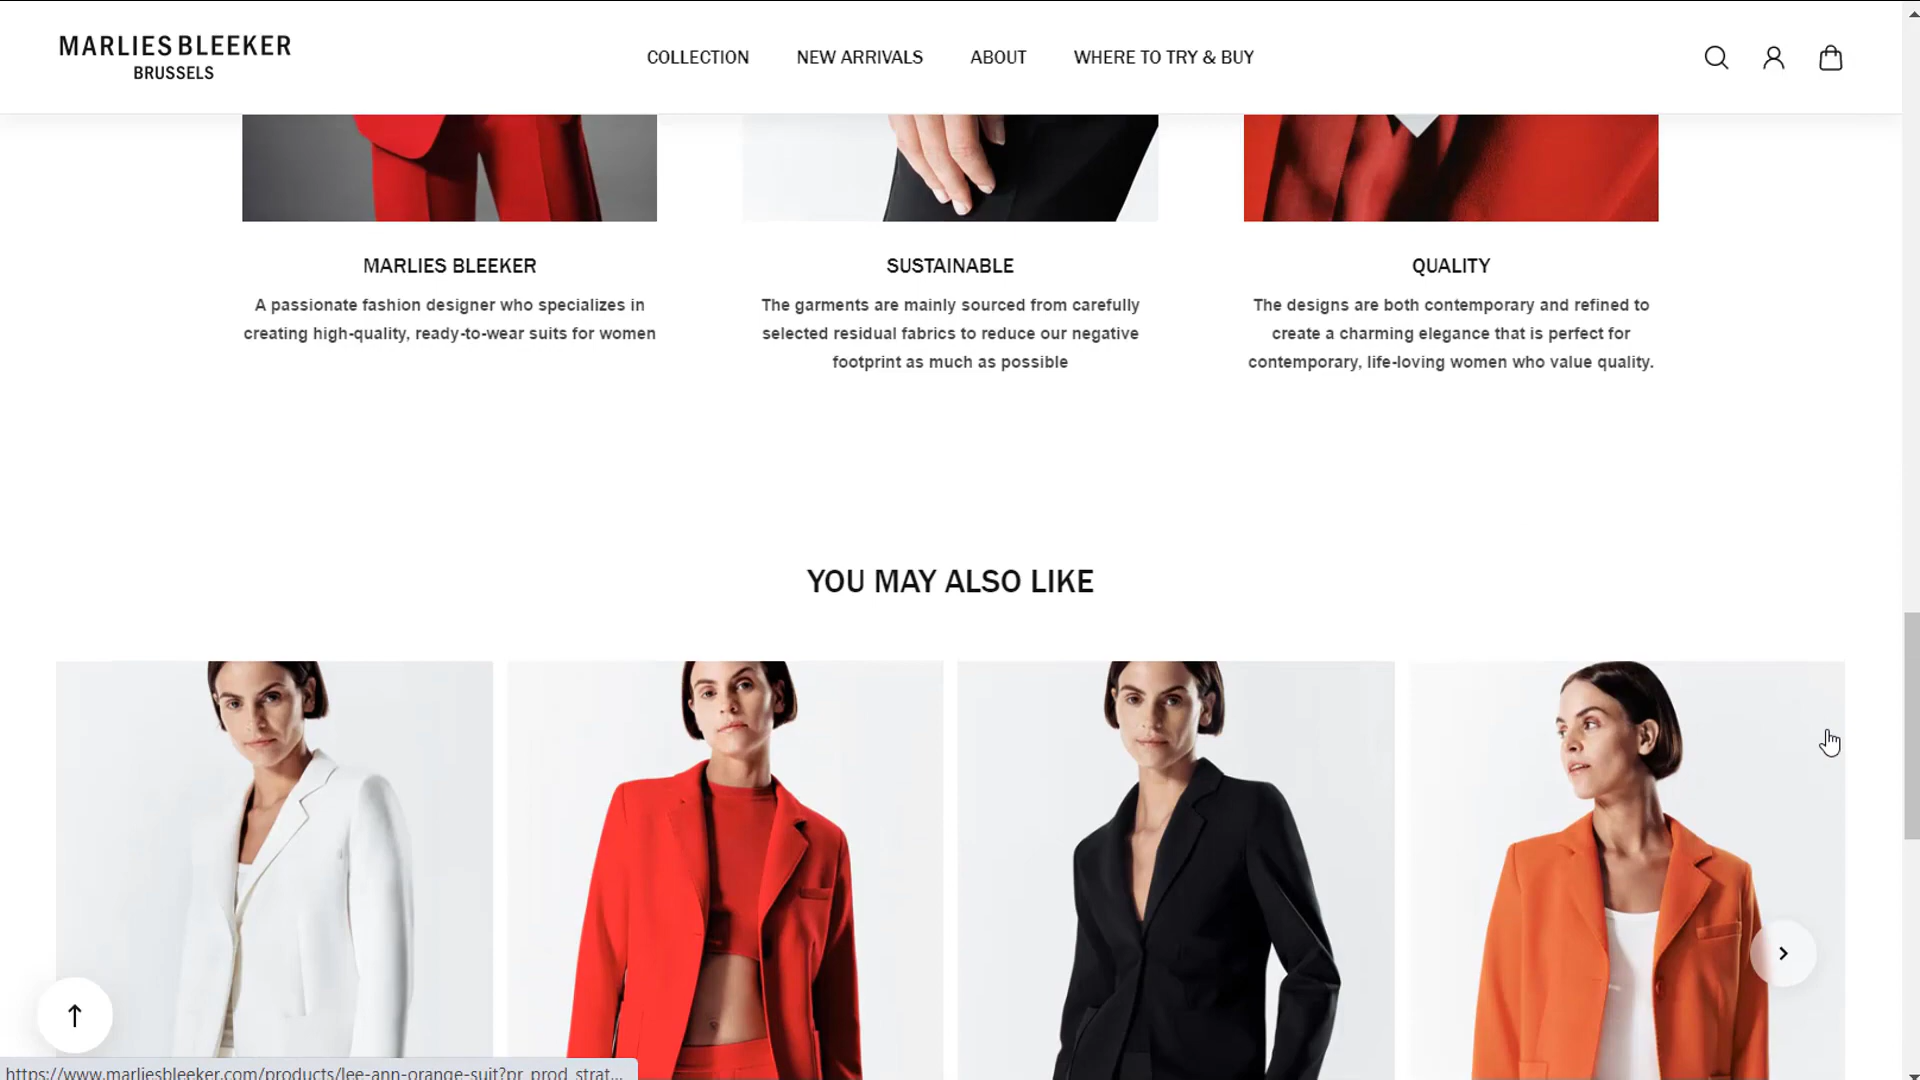 MARLIES BLEEKER
BRUSSELS
COLLECTION
NEW ARRIVALS
ABOUT
WHERE TO TRY & BUY
MARLIES BLEEKER
A passionate fashion designer who specializes in
creating high-quality, ready-to-wear suits for women
SUSTAINABLE
The garments are mainly sourced from carefully
selected residual fabrics to reduce our negative
footprint as much as possible
QUALITY
The designs are both contemporary and refined to
create a charming elegance that is perfect for
contemporary, life-loving women who value quality.
YOU MAY ALSO LIKE
https://www.marliesbleeker.com/products/lee-ann-orange-suit?pr_prod_strat...